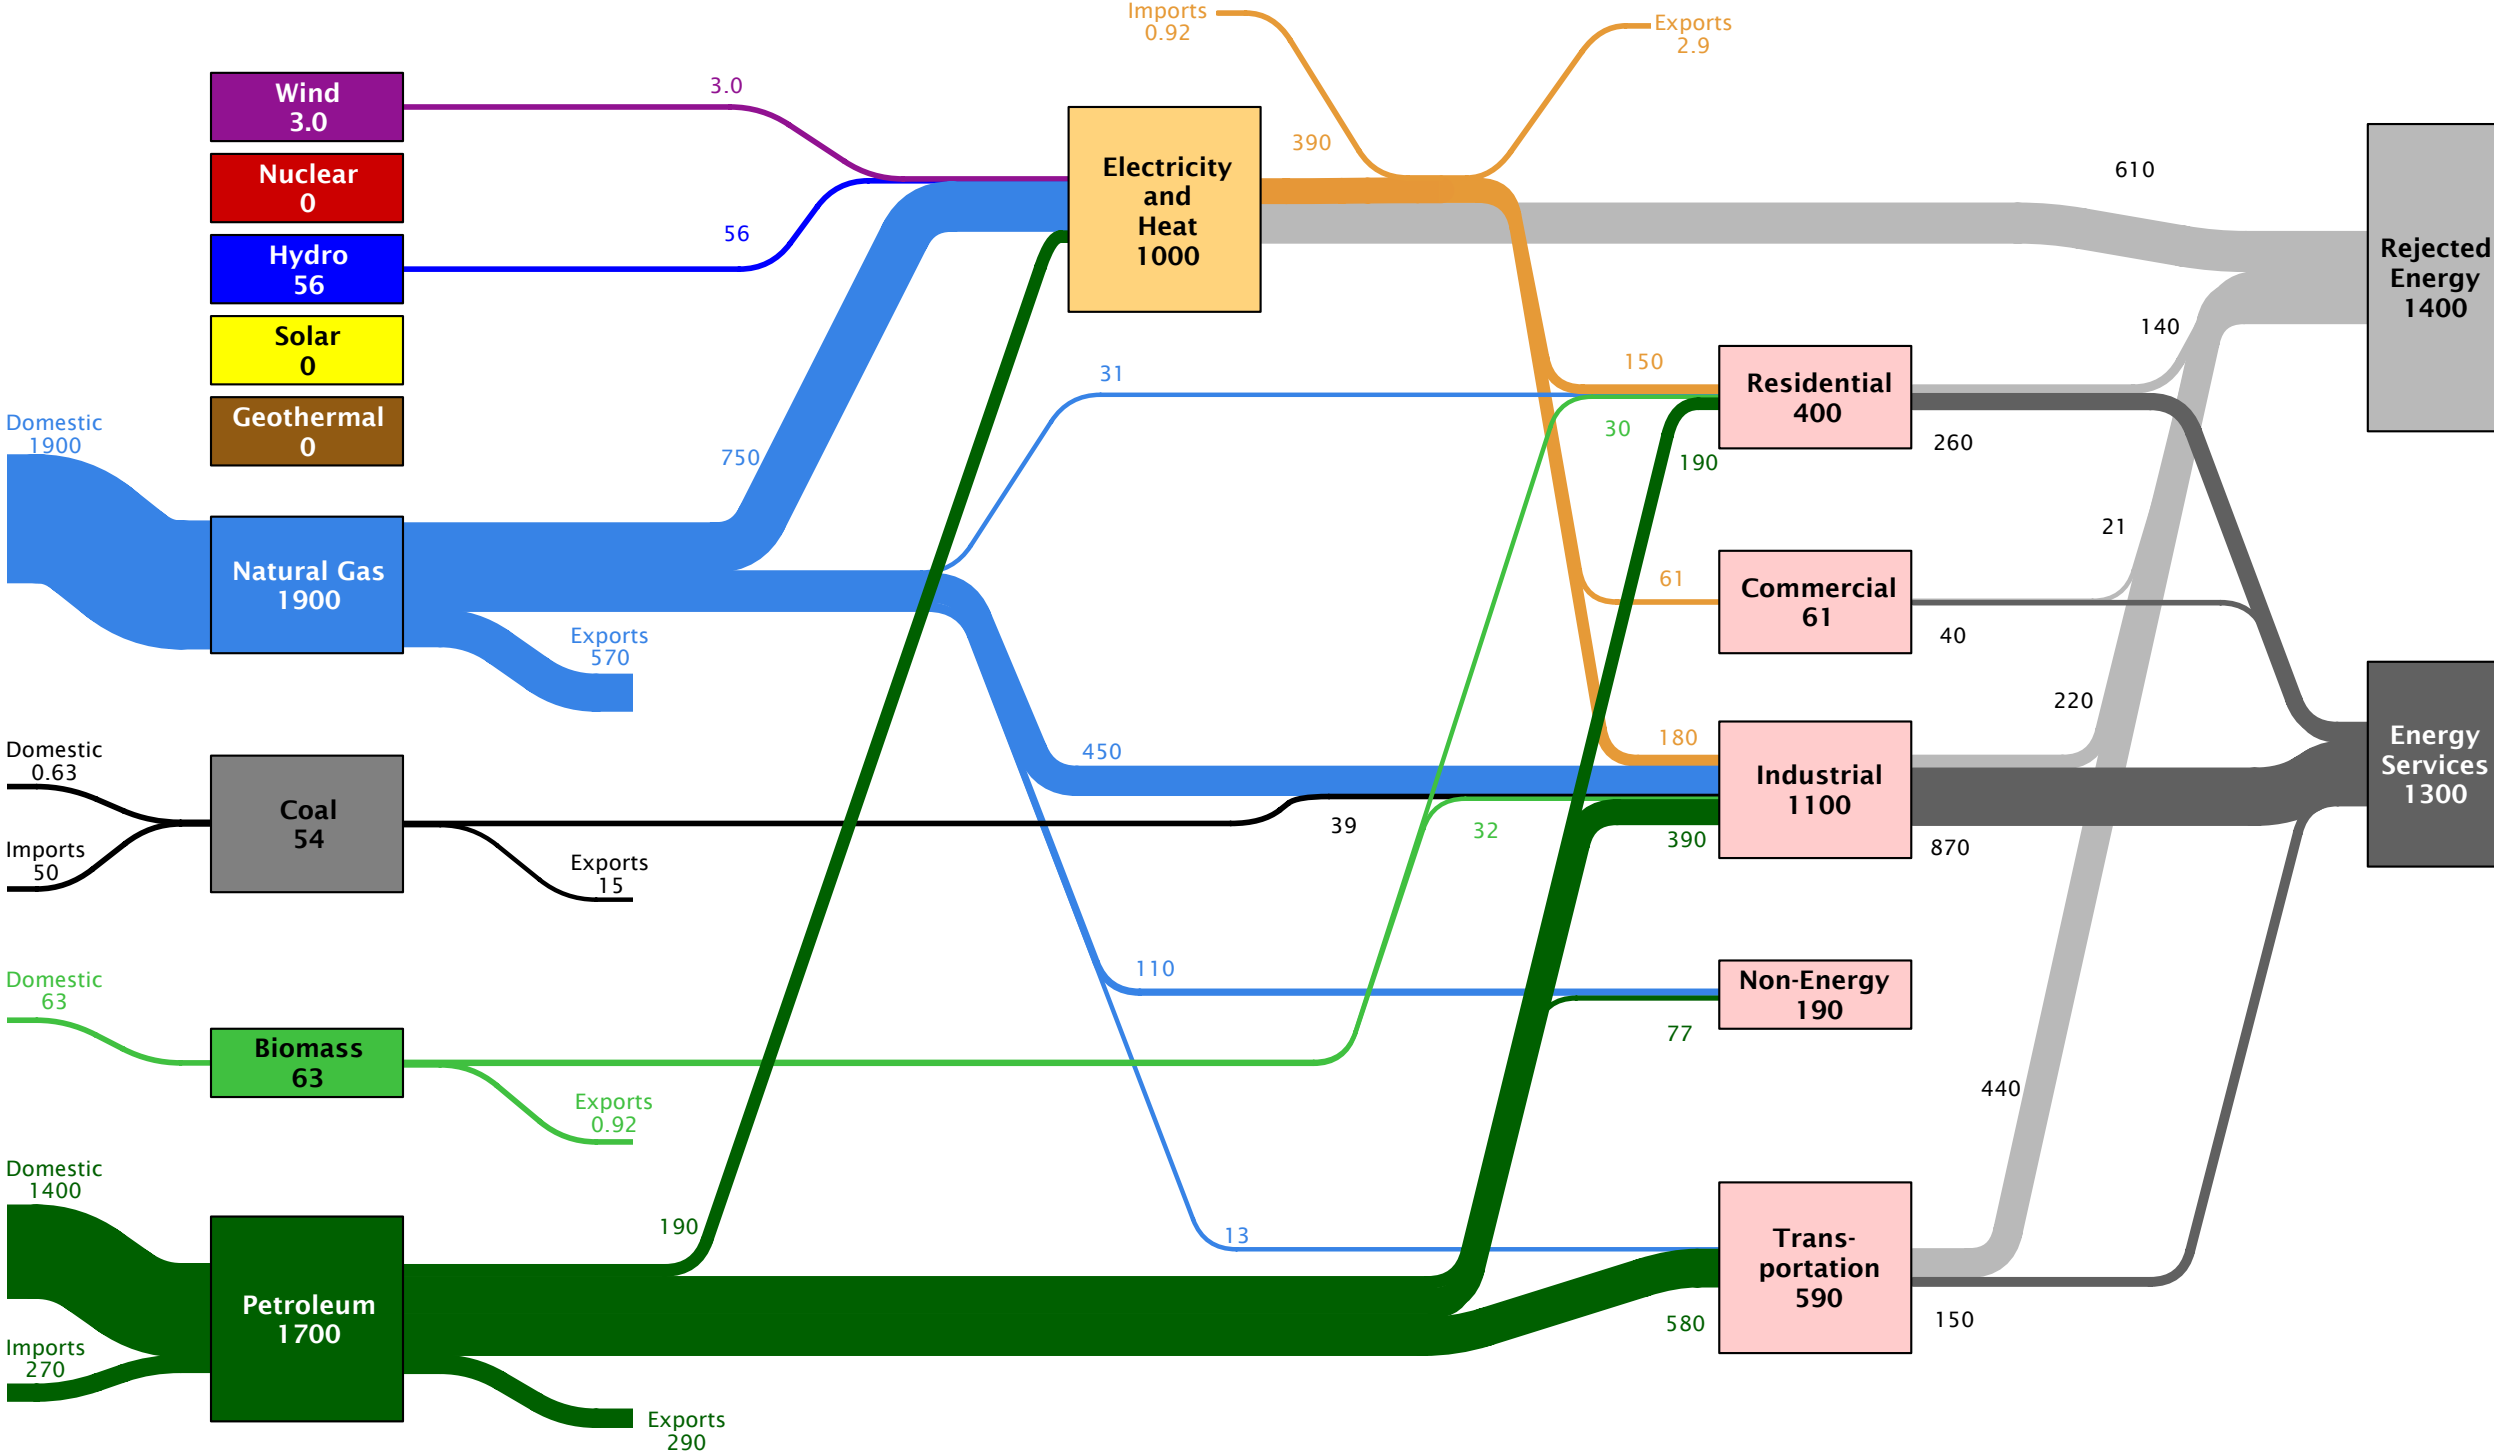 Imports
0.92
Exports
2.9
Wind
3.0
3.0
Nuclear
0
Hydro
56
56
Solar
0
Geothermal
0
Electricity
and
Heat
1000
390
610
Rejected
Energy
1400
Domestic
1900
750
Natural Gas
1900
Exports
570
31
150
30
190
Residential
400
140
260
61
Commercial
61
21
40
Domestic
0.63
Imports
50
Coal
54
Exports
15
450
39
32
180
390
Industrial
1100
220
870
Energy
Services
1300
Domestic
63
Biomass
63
Exports
0.92
110
77
Non-Energy
190
Domestic
1400
Imports
270
Petroleum
1700
190
Exports
290
13
580
Trans-
portation
590
440
150